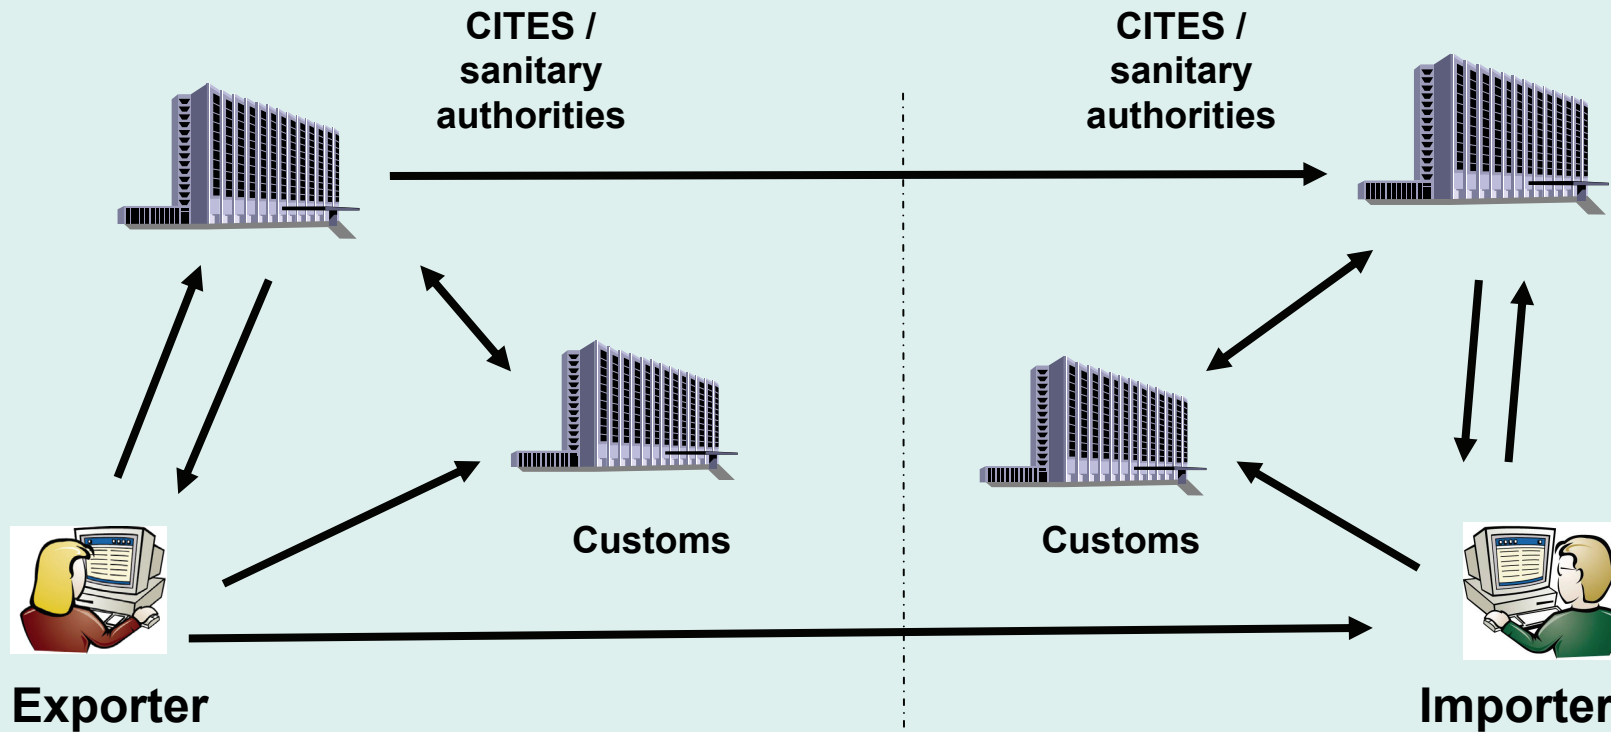 CITES /
sanitary
authorities
CITES /
sanitary
authorities
Customs
Customs
Exporter
Importer